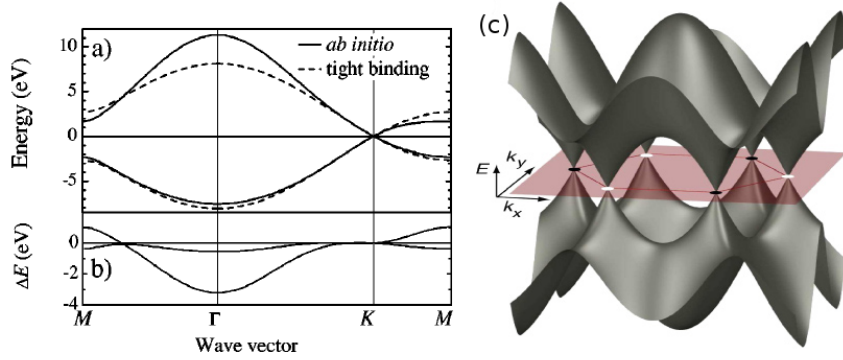 a)
Energy (eV)
10
5
0
-5
ab initio
tight binding
b)
ΔE (eV)
0
-2
-4
M Γ K M
Wave vector
(c)
E
k_y
k_x